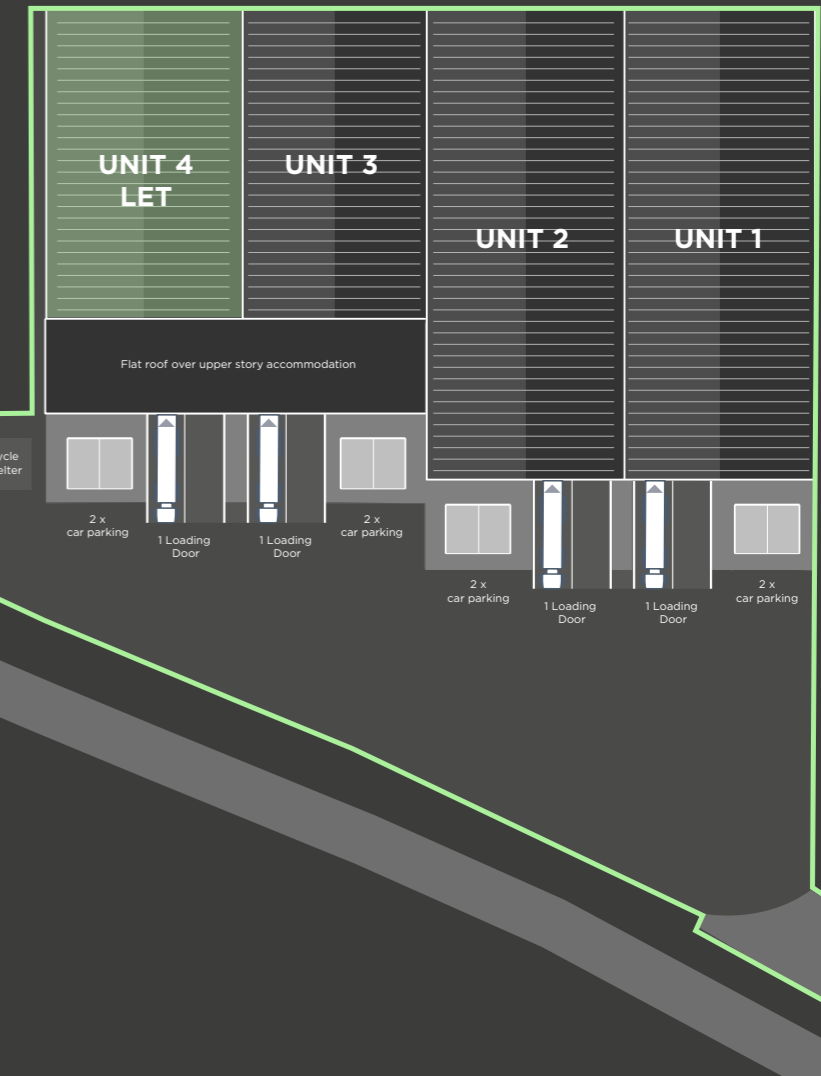 UNIT 4
LET
UNIT 3
UNIT 2
UNIT 1
Flat roof over upper story accommodation
2 x
car parking
1 Loading
Door
1 Loading
Door
2 x
car parking
2 x
car parking
1 Loading
Door
1 Loading
Door
2 x
car parking